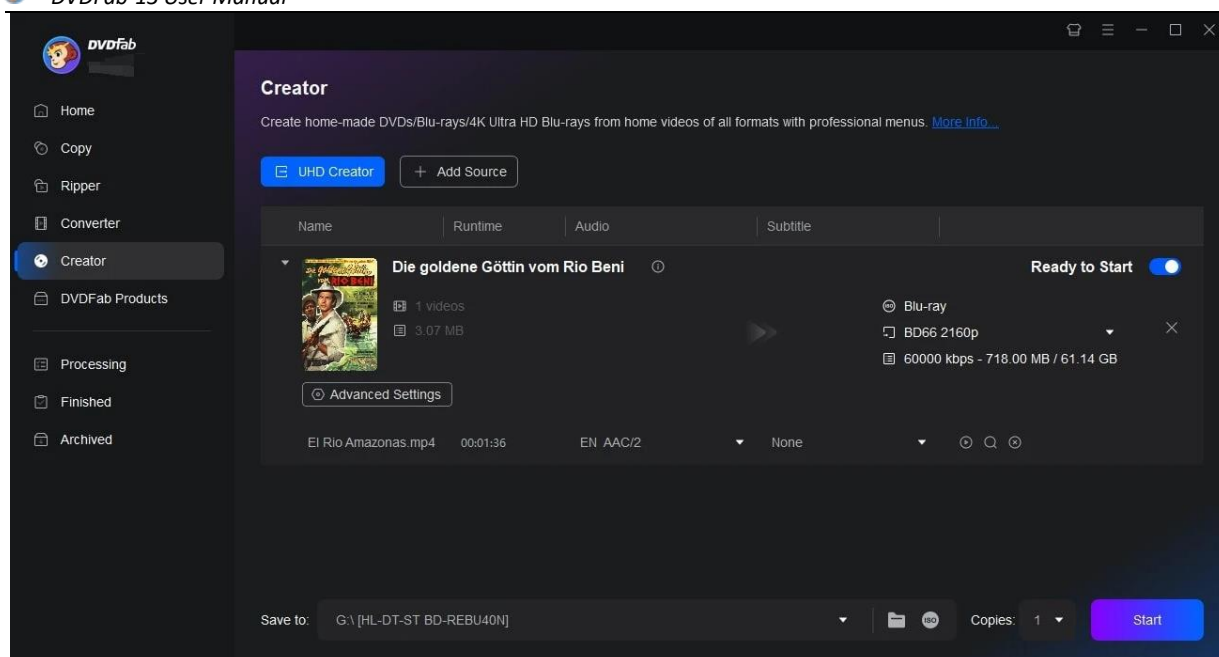 DVDFab 13 User Manual
DVDFab
Home
Copy
Ripper
Converter
Creator
DVDFab Products
Processing
Finished
Archived
Creator
Create home-made DVDs/Blu-rays/4K Ultra HD Blu-rays from home videos of all formats with professional menus. More Info...
UHD Creator + Add Source
Name Runtime Audio Subtitle
Die goldene Göttin vom Rio Beni
Ready to Start
RIO BENI
1 videos
3.07 MB
Blu-ray
BD66 2160p
60000 kbps - 718.00 MB / 61.14 GB
Advanced Settings
El Rio Amazonas.mp4 00:01:36 EN AAC/2 None
Save to: G:\ [HL-DT-ST BD-REBU40N] ISO Copies: 1 Start